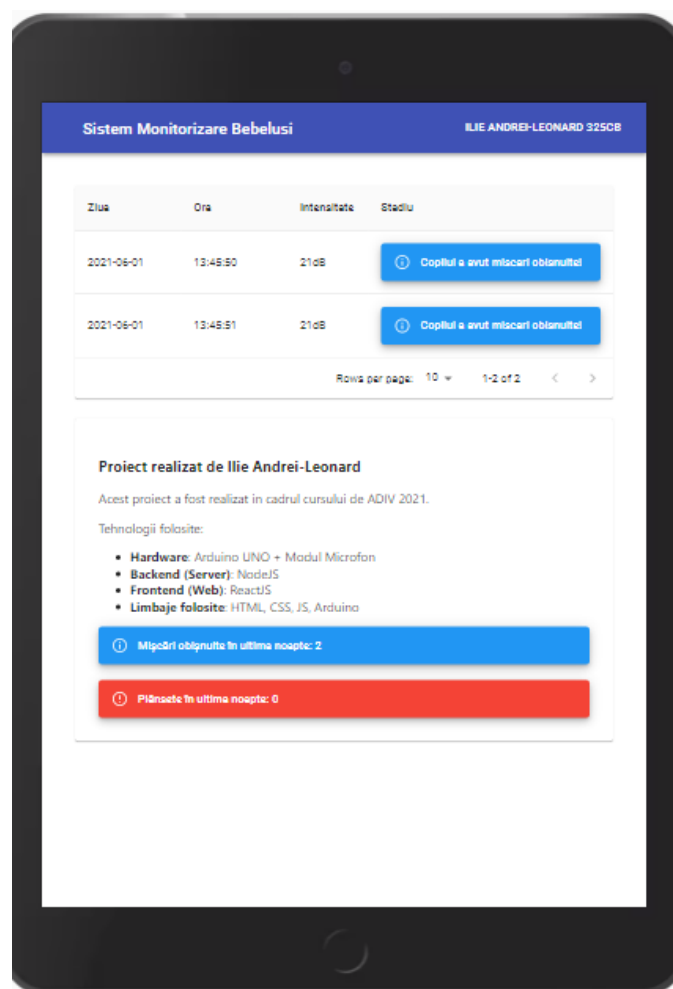 Sistem Monitorizare Bebelusi ILIE ANDREI-LEONARD 325CB
Ziua Ora Intensitate Stadiu
2021-06-01 13:45:50 21dB Copilul a avut miscari obisnuite!
2021-06-01 13:45:51 21dB Copilul a avut miscari obisnuite!
Rows per page: 10 1-2 of 2
Proiect realizat de Ilie Andrei-Leonard
Acest proiect a fost realizat in cadrul cursului de ADIV 2021.
Tehnologii folosite:
Hardware: Arduino UNO + Modul Microfon
Backend (Server): NodeJS
Frontend (Web): ReactJS
Limbaje folosite: HTML, CSS, JS, Arduino
Mișcări obișnuite în ultima noapte: 2
Plânsete în ultima noapte: 0